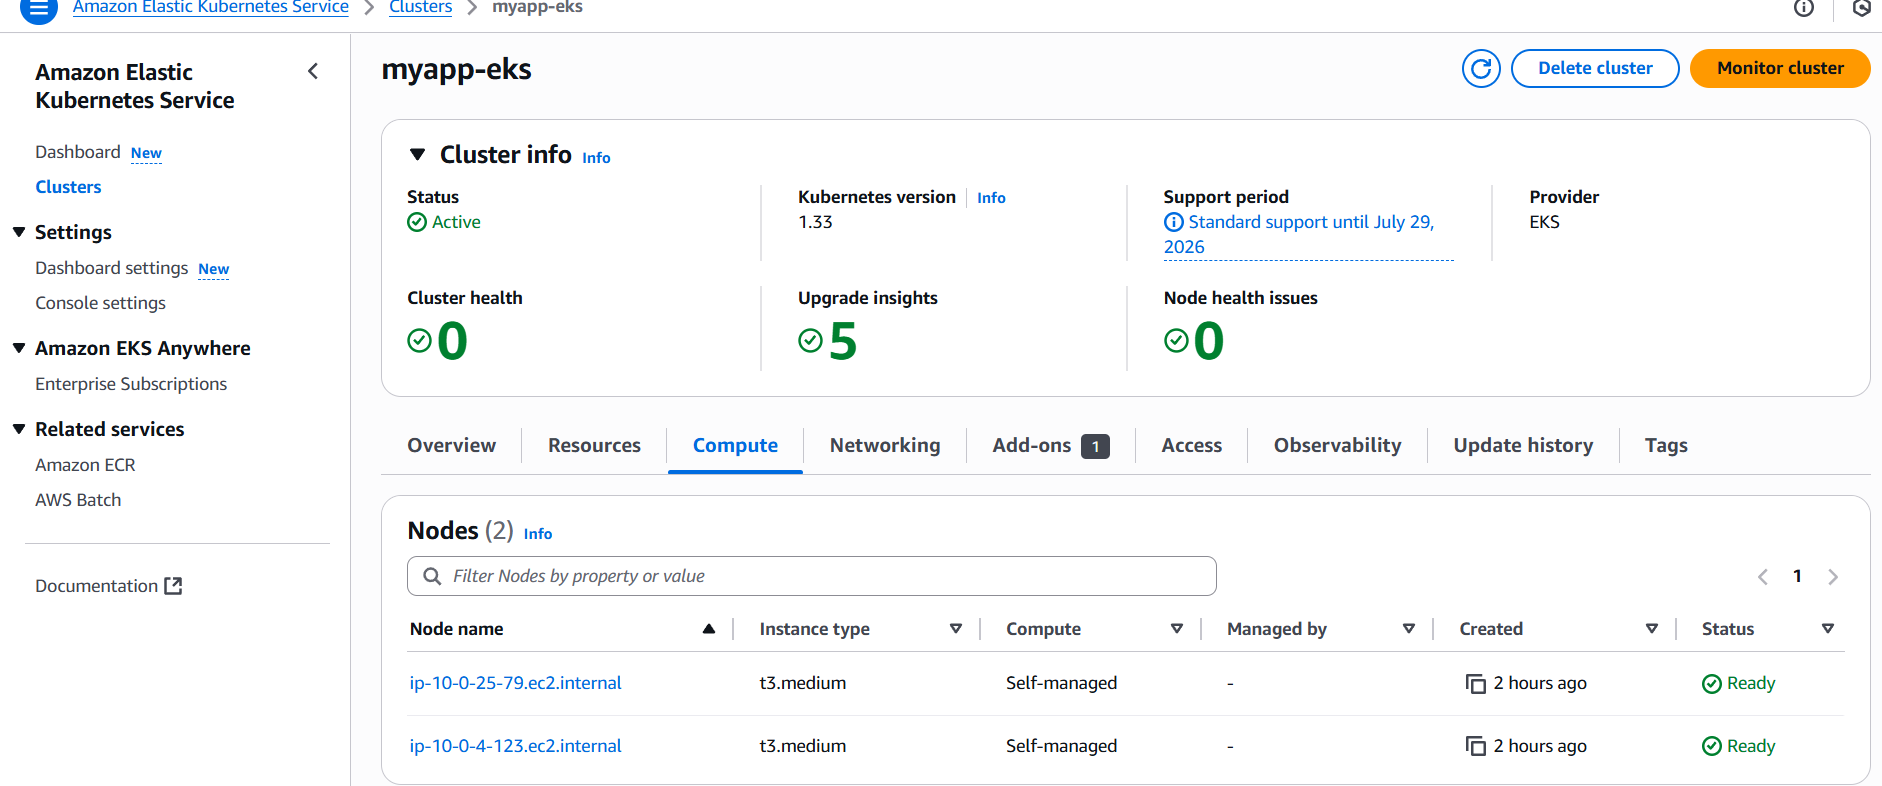 Amazon Elastic Kubernetes Service > Clusters > myapp-eks
Amazon Elastic
Kubernetes Service
Dashboard New
Clusters
Settings
Dashboard settings New
Console settings
Amazon EKS Anywhere
Enterprise Subscriptions
Related services
Amazon ECR
AWS Batch
Documentation
myapp-eks
Delete cluster
Monitor cluster
Cluster info Info
Status
Active
Kubernetes version Info
1.33
Support period
Standard support until July 29,
2026
Provider
EKS
Cluster health
0
Upgrade insights
5
Node health issues
0
Overview Resources Compute Networking Add-ons 1 Access Observability Update history Tags
Nodes (2) Info
Filter Nodes by property or value
1
Node name Instance type Compute Managed by Created Status
ip-10-0-25-79.ec2.internal t3.medium Self-managed - 2 hours ago Ready
ip-10-0-4-123.ec2.internal t3.medium Self-managed - 2 hours ago Ready